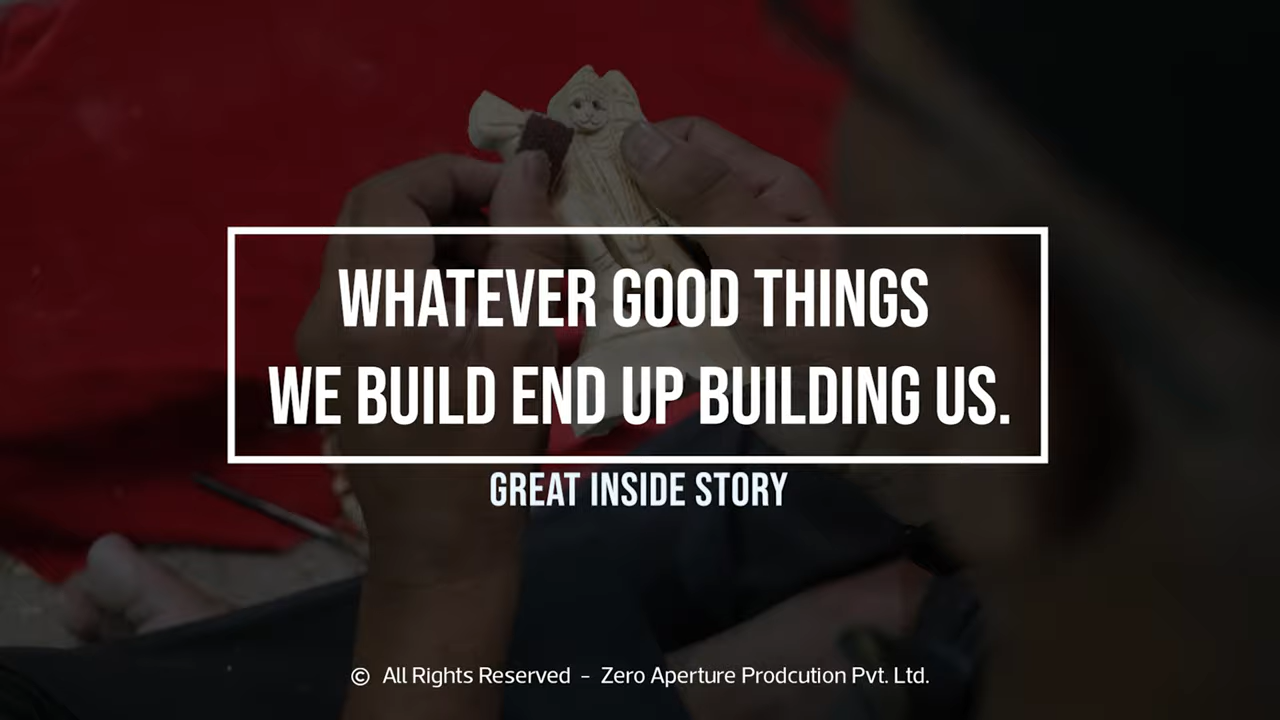 WHATEVER GOOD THINGS
WE BUILD END UP BUILDING US.
GREAT INSIDE STORY
© All Rights Reserved - Zero Aperture Prodcution Pvt. Ltd.